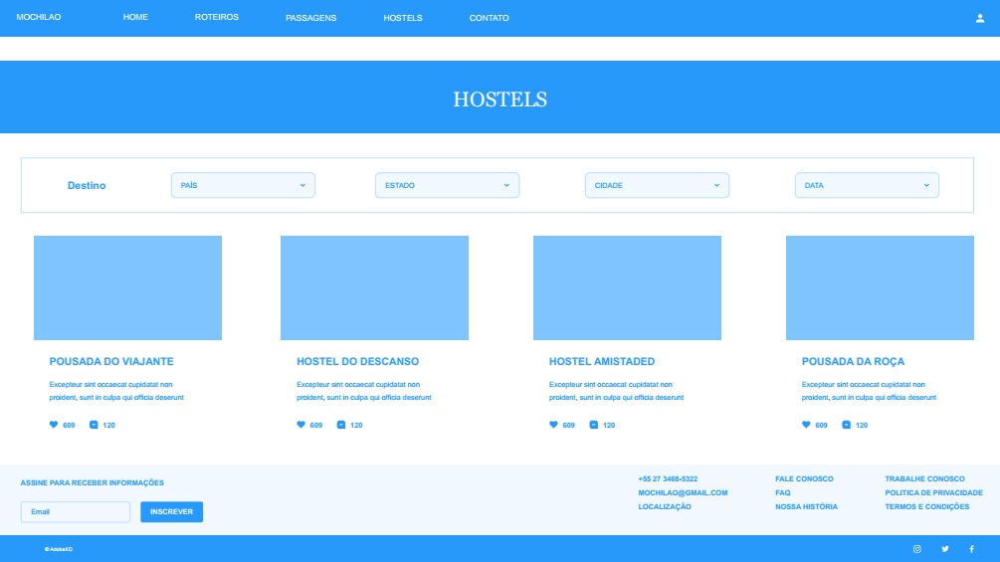 MOCHILAO HOME ROTEIROS PASSAGENS HOSTELS CONTATO
HOSTELS
Destino PAÍS ESTADO CIDADE DATA
POUSADA DO VIAJANTE
Excepteur sint occaecat cupidatat non
proident, sunt in culpa qui officia deserunt
609 120
HOSTEL DO DESCANSO
Excepteur sint occaecat cupidatat non
proident, sunt in culpa qui officia deserunt
609 120
HOSTEL AMISTADED
Excepteur sint occaecat cupidatat non
proident, sunt in culpa qui officia deserunt
609 120
POUSADA DA ROÇA
Excepteur sint occaecat cupidatat non
proident, sunt in culpa qui officia deserunt
609 120
ASSINE PARA RECEBER INFORMAÇÕES
Email INSCREVER
+55 27 3468-5322
MOCHILAO@GMAIL.COM
LOCALIZAÇÃO
FALE CONOSCO
FAQ
NOSSA HISTÓRIA
TRABALHE CONOSCO
POLITICA DE PRIVACIDADE
TERMOS E CONDIÇÕES
© AdobeXD